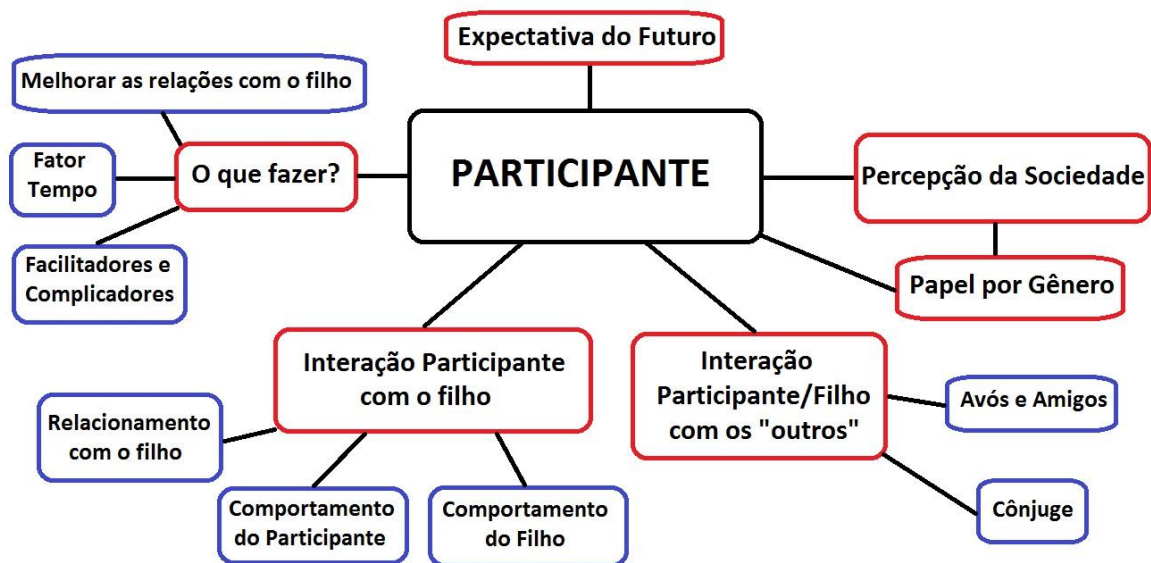 Expectativa do Futuro
Melhorar as relações com o filho
PARTICIPANTE
Fator
Tempo
O que fazer?
Percepção da Sociedade
Facilitadores e
Complicadores
Papel por Gênero
Interação Participante
com o filho
Interação
Participante/Filho
com os "outros"
Relacionamento
com o filho
Avós e Amigos
Comportamento
do Participante
Comportamento
do Filho
Cônjuge